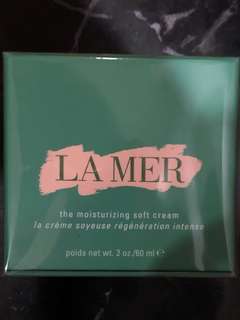 LA MER
the moisturizing soft cream
la crème soyeuse régénération intense
poids net wt. 2 oz./60 ml ℮